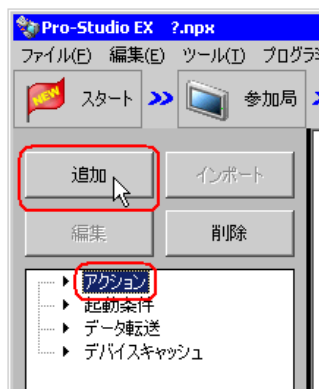 Pro-Studio EX ?.npx
ファイル(F) 編集(E) ツール(T) プログラ
NEW スタート 参加局
追加 インポート
編集 削除
アクション
起動条件
データ転送
デバイスキャッシュ